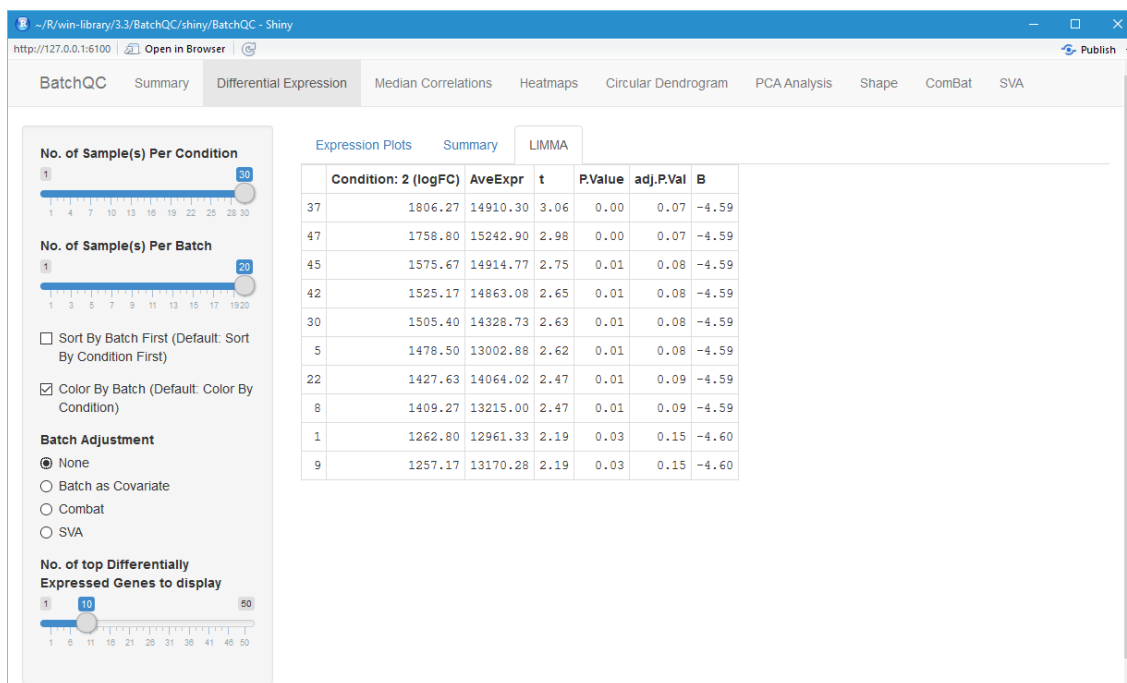 ~/R/win-library/3.3/BatchQC/shiny/BatchQC - Shiny
http://127.0.0.1:6100 Open in Browser Publish
BatchQC Summary Differential Expression Median Correlations Heatmaps Circular Dendrogram PCA Analysis Shape ComBat SVA
No. of Sample(s) Per Condition
1 30
1 4 7 10 13 16 19 22 25 28 30
No. of Sample(s) Per Batch
1 20
1 3 5 7 9 11 13 15 17 19 20
Sort By Batch First (Default: Sort
By Condition First)
Color By Batch (Default: Color By
Condition)
Batch Adjustment
None
Batch as Covariate
Combat
SVA
No. of top Differentially
Expressed Genes to display
1 10 50
1 6 11 16 21 26 31 36 41 46 50
Expression Plots Summary LIMMA
Condition: 2 (logFC) AveExpr t P.Value adj.P.Val B
37 1806.27 14910.30 3.06 0.00 0.07 -4.59
47 1758.80 15242.90 2.98 0.00 0.07 -4.59
45 1575.67 14914.77 2.75 0.01 0.08 -4.59
42 1525.17 14863.08 2.65 0.01 0.08 -4.59
30 1505.40 14328.73 2.63 0.01 0.08 -4.59
5 1478.50 13002.88 2.62 0.01 0.08 -4.59
22 1427.63 14064.02 2.47 0.01 0.09 -4.59
8 1409.27 13215.00 2.47 0.01 0.09 -4.59
1 1262.80 12961.33 2.19 0.03 0.15 -4.60
9 1257.17 13170.28 2.19 0.03 0.15 -4.60